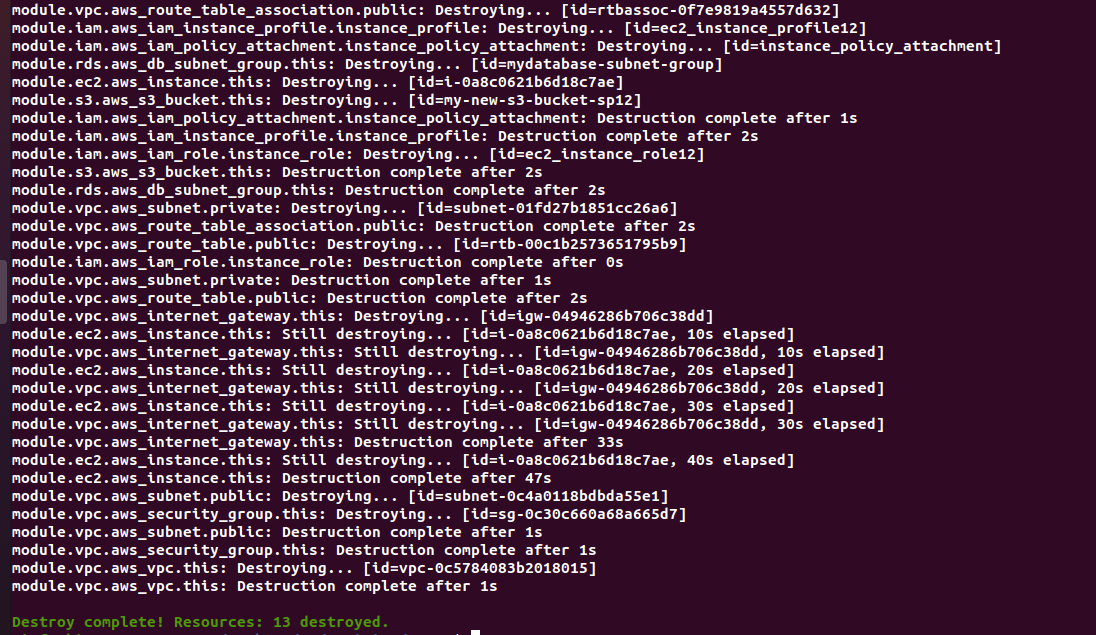 module.vpc.aws_route_table_association.public: Destroying... [id=rtbassoc-0f7e9819a4557d632]
module.iam.aws_iam_instance_profile.instance_profile: Destroying... [id=ec2_instance_profile12]
module.iam.aws_iam_policy_attachment.instance_policy_attachment: Destroying... [id=instance_policy_attachment]
module.rds.aws_db_subnet_group.this: Destroying... [id=mydatabase-subnet-group]
module.ec2.aws_instance.this: Destroying... [id=i-0a8c0621b6d18c7ae]
module.s3.aws_s3_bucket.this: Destroying... [id=my-new-s3-bucket-sp12]
module.iam.aws_iam_policy_attachment.instance_policy_attachment: Destruction complete after 1s
module.iam.aws_iam_instance_profile.instance_profile: Destruction complete after 2s
module.iam.aws_iam_role.instance_role: Destroying... [id=ec2_instance_role12]
module.s3.aws_s3_bucket.this: Destruction complete after 2s
module.rds.aws_db_subnet_group.this: Destruction complete after 2s
module.vpc.aws_subnet.private: Destroying... [id=subnet-01fd27b1851cc26a6]
module.vpc.aws_route_table_association.public: Destruction complete after 2s
module.vpc.aws_route_table.public: Destroying... [id=rtb-00c1b2573651795b9]
module.iam.aws_iam_role.instance_role: Destruction complete after 0s
module.vpc.aws_subnet.private: Destruction complete after 1s
module.vpc.aws_route_table.public: Destruction complete after 2s
module.vpc.aws_internet_gateway.this: Destroying... [id=igw-04946286b706c38dd]
module.ec2.aws_instance.this: Still destroying... [id=i-0a8c0621b6d18c7ae, 10s elapsed]
module.vpc.aws_internet_gateway.this: Still destroying... [id=igw-04946286b706c38dd, 10s elapsed]
module.ec2.aws_instance.this: Still destroying... [id=i-0a8c0621b6d18c7ae, 20s elapsed]
module.vpc.aws_internet_gateway.this: Still destroying... [id=igw-04946286b706c38dd, 20s elapsed]
module.ec2.aws_instance.this: Still destroying... [id=i-0a8c0621b6d18c7ae, 30s elapsed]
module.vpc.aws_internet_gateway.this: Still destroying... [id=igw-04946286b706c38dd, 30s elapsed]
module.vpc.aws_internet_gateway.this: Destruction complete after 33s
module.ec2.aws_instance.this: Still destroying... [id=i-0a8c0621b6d18c7ae, 40s elapsed]
module.ec2.aws_instance.this: Destruction complete after 47s
module.vpc.aws_subnet.public: Destroying... [id=subnet-0c4a0118bdbda55e1]
module.vpc.aws_security_group.this: Destroying... [id=sg-0c30c660a68a665d7]
module.vpc.aws_subnet.public: Destruction complete after 1s
module.vpc.aws_security_group.this: Destruction complete after 1s
module.vpc.aws_vpc.this: Destroying... [id=vpc-0c5784083b2018015]
module.vpc.aws_vpc.this: Destruction complete after 1s
Destroy complete! Resources: 13 destroyed.